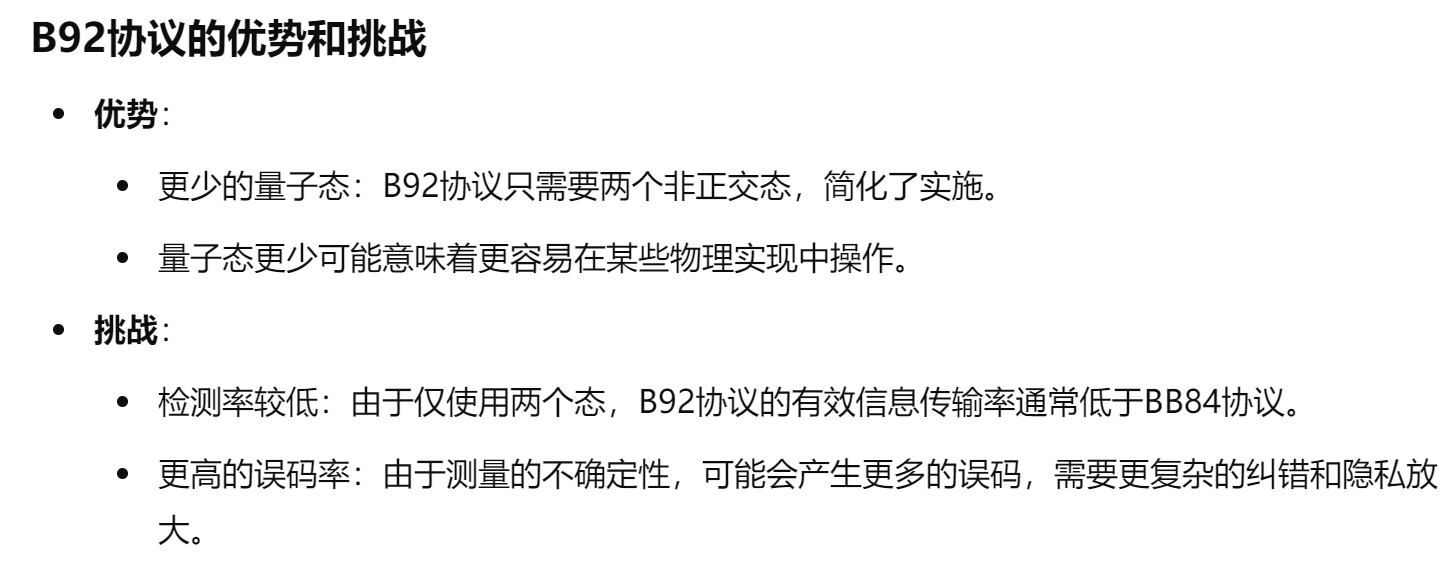 B92协议的优势和挑战
• 优势：
• 更少的量子态：B92协议只需要两个非正交态，简化了实施。
• 量子态更少可能意味着更容易在某些物理实现中操作。
• 挑战：
• 检测率较低：由于仅使用两个态，B92协议的有效信息传输率通常低于BB84协议。
• 更高的误码率：由于测量的不确定性，可能会产生更多的误码，需要更复杂的纠错和隐私放
大。